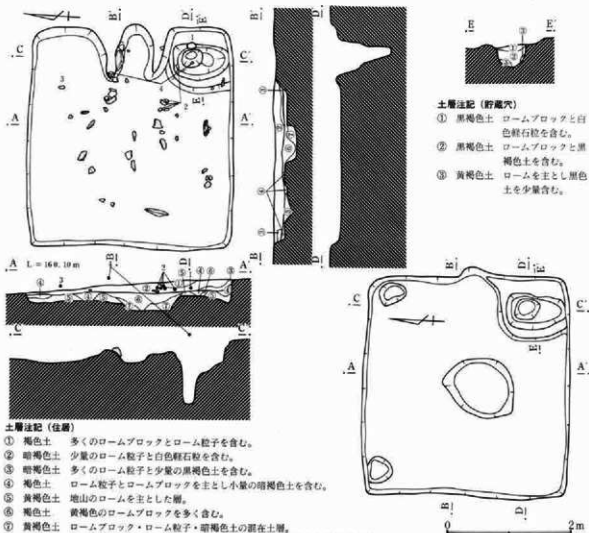 B
D
E
C
C′
1
3
4
2
E′
A
A′
B′
D′
E
E′
土層注記（貯蔵穴）
① 黒褐色土 ロームブロックと白
色軽石粒を含む。
② 黒褐色土 ロームブロックと黒
褐色土を含む。
③ 黄褐色土 ロームを主とし黒色
土を少量含む。
A
L=160.10m
B
D
A′
C
C′
土層注記（住居）
① 褐色土 多くのロームブロックとローム粒子を含む。
② 暗褐色土 少量のローム粒子と白色軽石粒を含む。
③ 暗褐色土 多くのローム粒子と少量の黒褐色土を含む。
④ 褐色土 ローム粒子とロームブロックを主とし小量の暗褐色土を含む。
⑤ 黄褐色土 地山のロームを主とした層。
⑥ 褐色土 黄褐色のロームブロックを多く含む。
⑦ 黄褐色土 ロームブロック・ローム粒子・暗褐色土の混在土層。
B
D
E′
C
C′
E
A
A′
B
D
0 2m